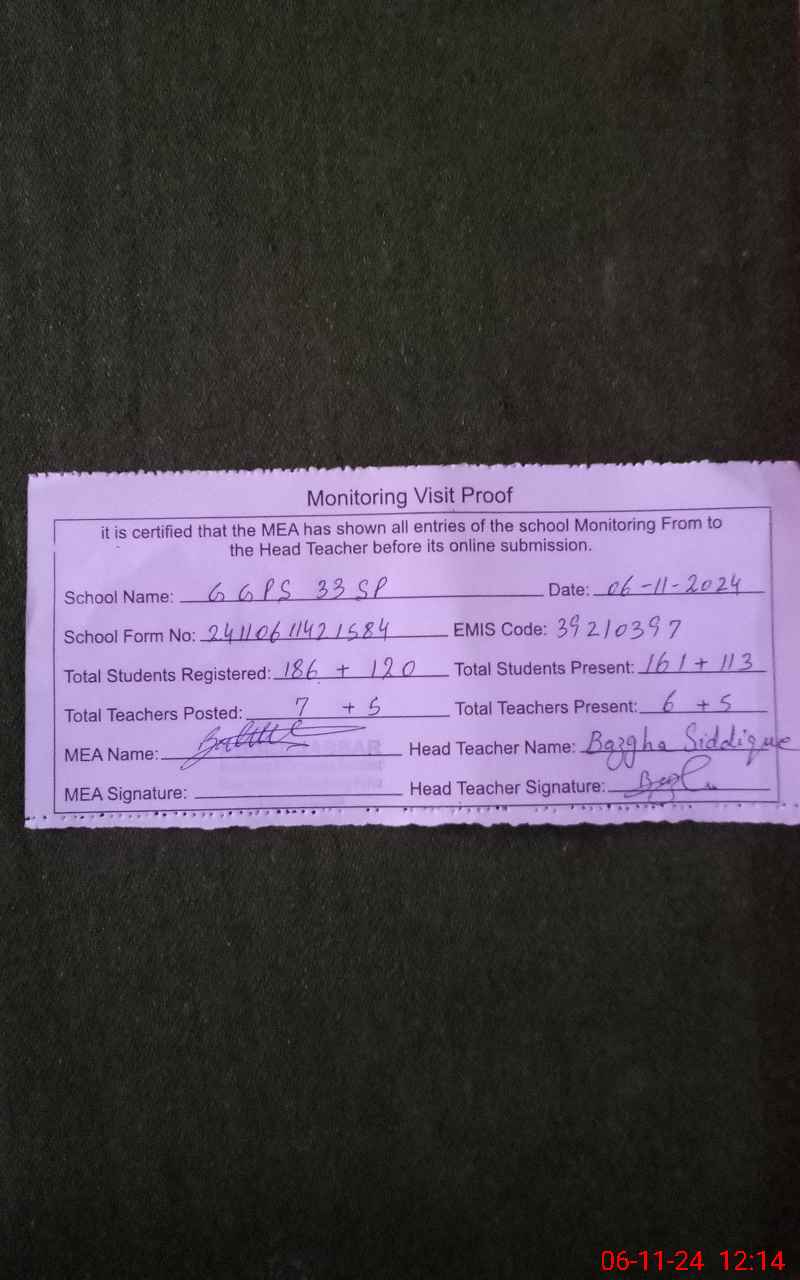 Monitoring Visit Proof
it is certified that the MEA has shown all entries of the school Monitoring From to
the Head Teacher before its online submission.
School Name: GGPS 33 SP Date: 06-11-2024
School Form No: 24110611421584 EMIS Code: 39210397
Total Students Registered: 186 + 120 Total Students Present: 161 + 113
Total Teachers Posted: 7 + 5 Total Teachers Present: 6 + 5
MEA Name: Head Teacher Name: Bazgha Siddique
MEA Signature: Head Teacher Signature:
06-11-24 12:14